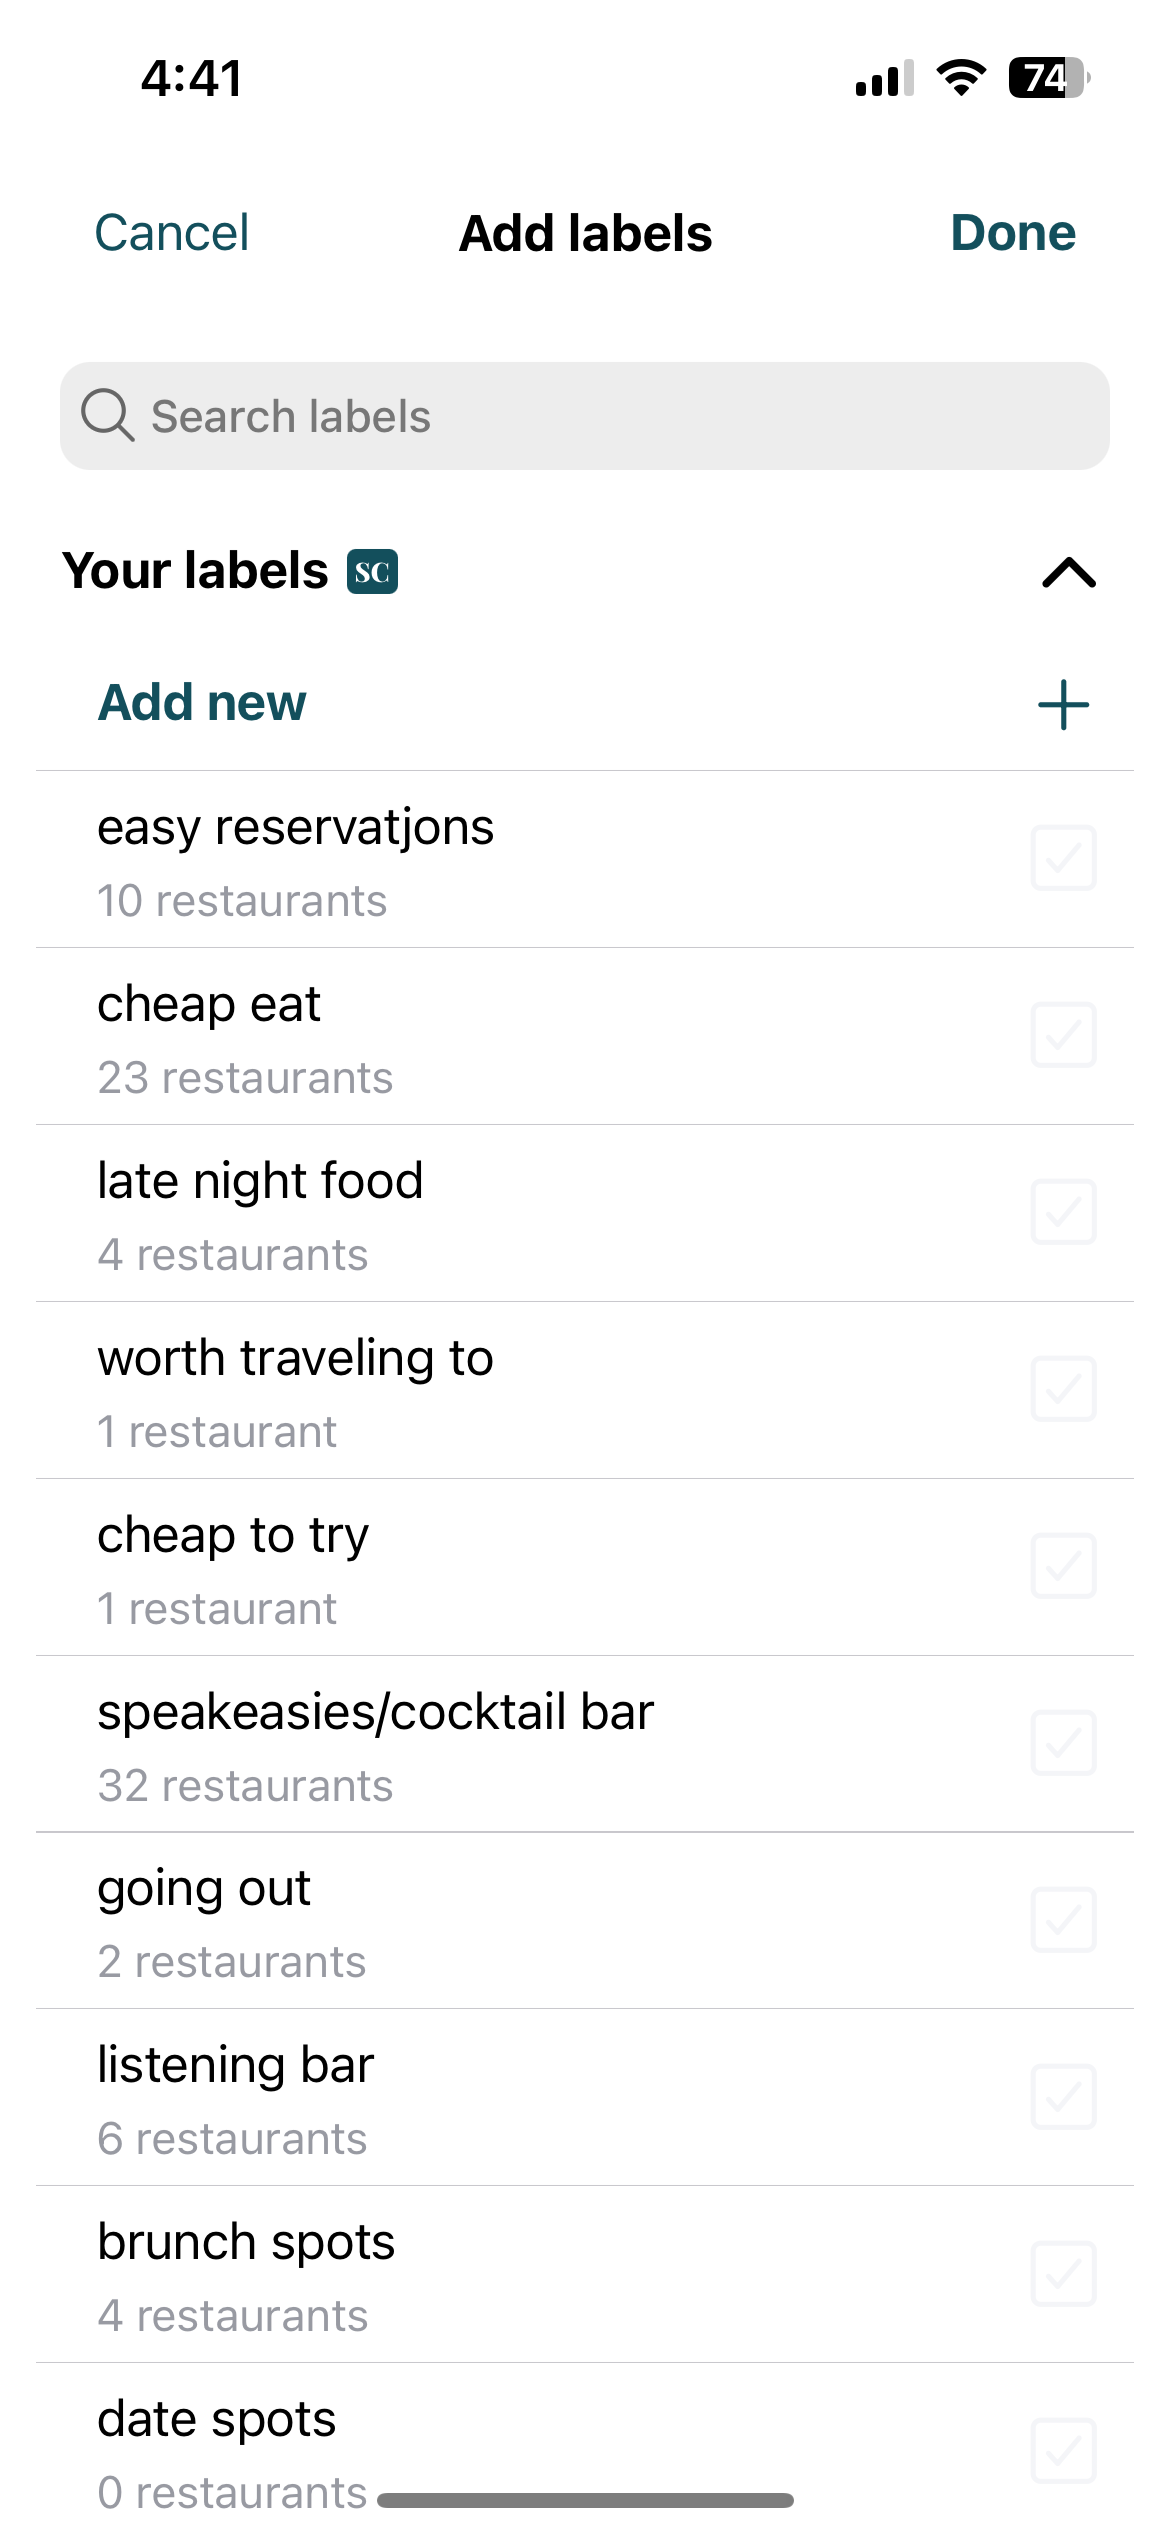 4:41
74
Cancel
Add labels
Done
Search labels
Your labels SC
Add new
easy reservatjons
10 restaurants
cheap eat
23 restaurants
late night food
4 restaurants
worth traveling to
1 restaurant
cheap to try
1 restaurant
speakeasies/cocktail bar
32 restaurants
going out
2 restaurants
listening bar
6 restaurants
brunch spots
4 restaurants
date spots
0 restaurants